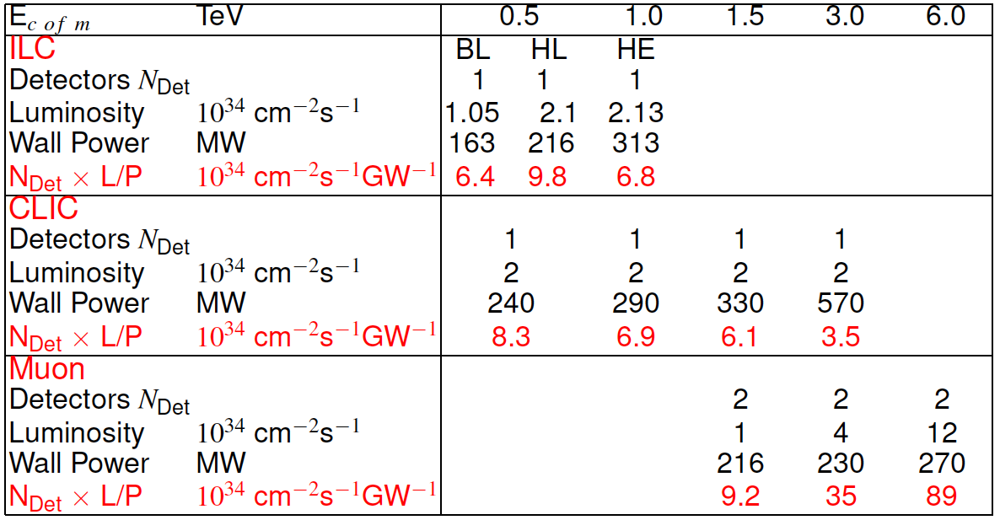 E_{c of m} TeV 0.5 1.0 1.5 3.0 6.0
ILC BL HL HE
Detectors N_{Det} 1 1 1
Luminosity 10^{34} cm^{−2}s^{−1} 1.05 2.1 2.13
Wall Power MW 163 216 313
N_{Det} × L/P 10^{34} cm^{−2}s^{−1}GW^{−1} 6.4 9.8 6.8
CLIC
Detectors N_{Det} 1 1 1 1
Luminosity 10^{34} cm^{−2}s^{−1} 2 2 2 2
Wall Power MW 240 290 330 570
N_{Det} × L/P 10^{34} cm^{−2}s^{−1}GW^{−1} 8.3 6.9 6.1 3.5
Muon
Detectors N_{Det} 2 2 2
Luminosity 10^{34} cm^{−2}s^{−1} 1 4 12
Wall Power MW 216 230 270
N_{Det} × L/P 10^{34} cm^{−2}s^{−1}GW^{−1} 9.2 35 89